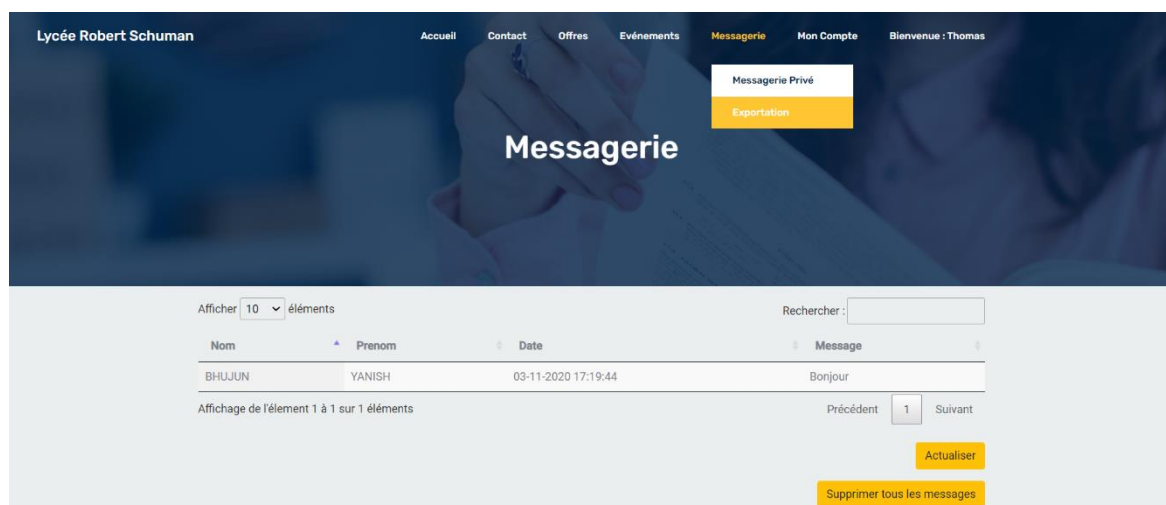 Lycée Robert Schuman Accueil Contact Offres Evénements Messagerie Mon Compte Bienvenue : Thomas
Messagerie Privé
Exportation
Messagerie
Afficher 10 éléments Rechercher :
Nom Prenom Date Message
BHUJUN YANISH 03-11-2020 17:19:44 Bonjour
Affichage de l'élement 1 à 1 sur 1 éléments Précédent 1 Suivant
Actualiser
Supprimer tous les messages